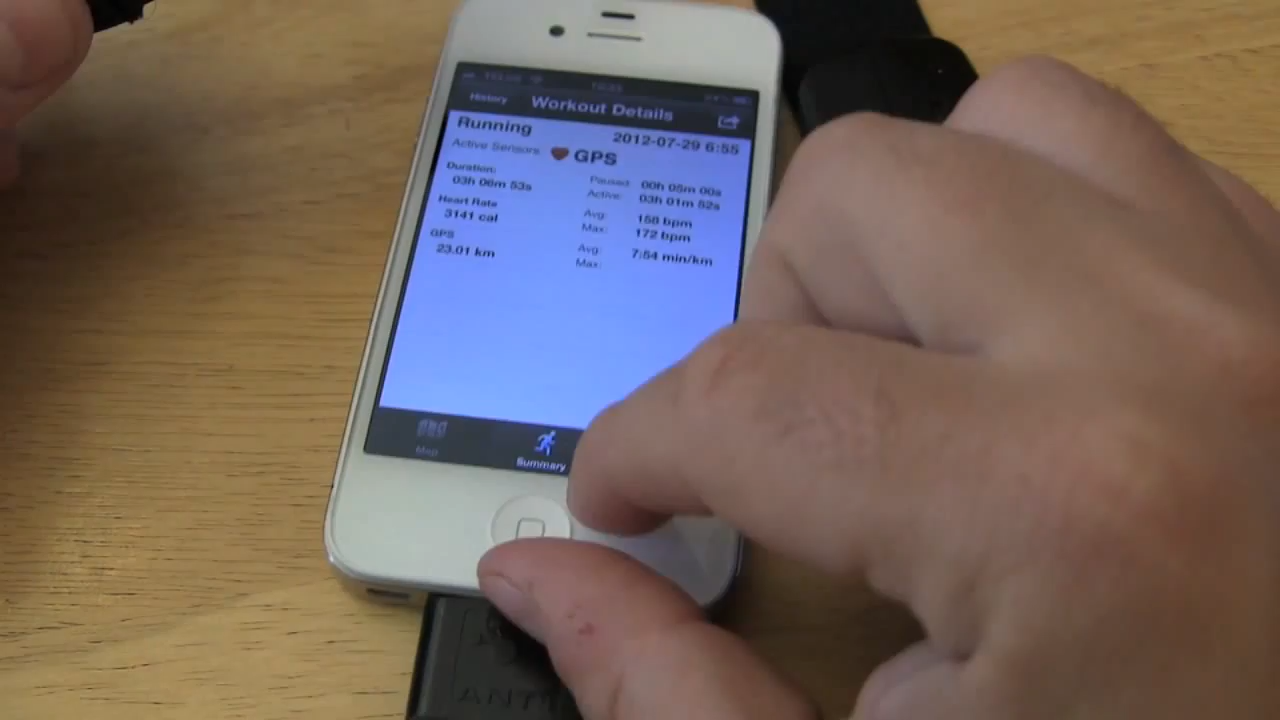 TELUS
History Workout Details
Running 2012-07-29 6:55
Active Sensors GPS
Duration: Paused: 00h 05m 00s
03h 06m 53s Active: 03h 01m 52s
Heart Rate Avg: 158 bpm
3141 cal Max: 172 bpm
GPS Avg: 7:54 min/km
23.01 km Max:
Map Summary
ANT